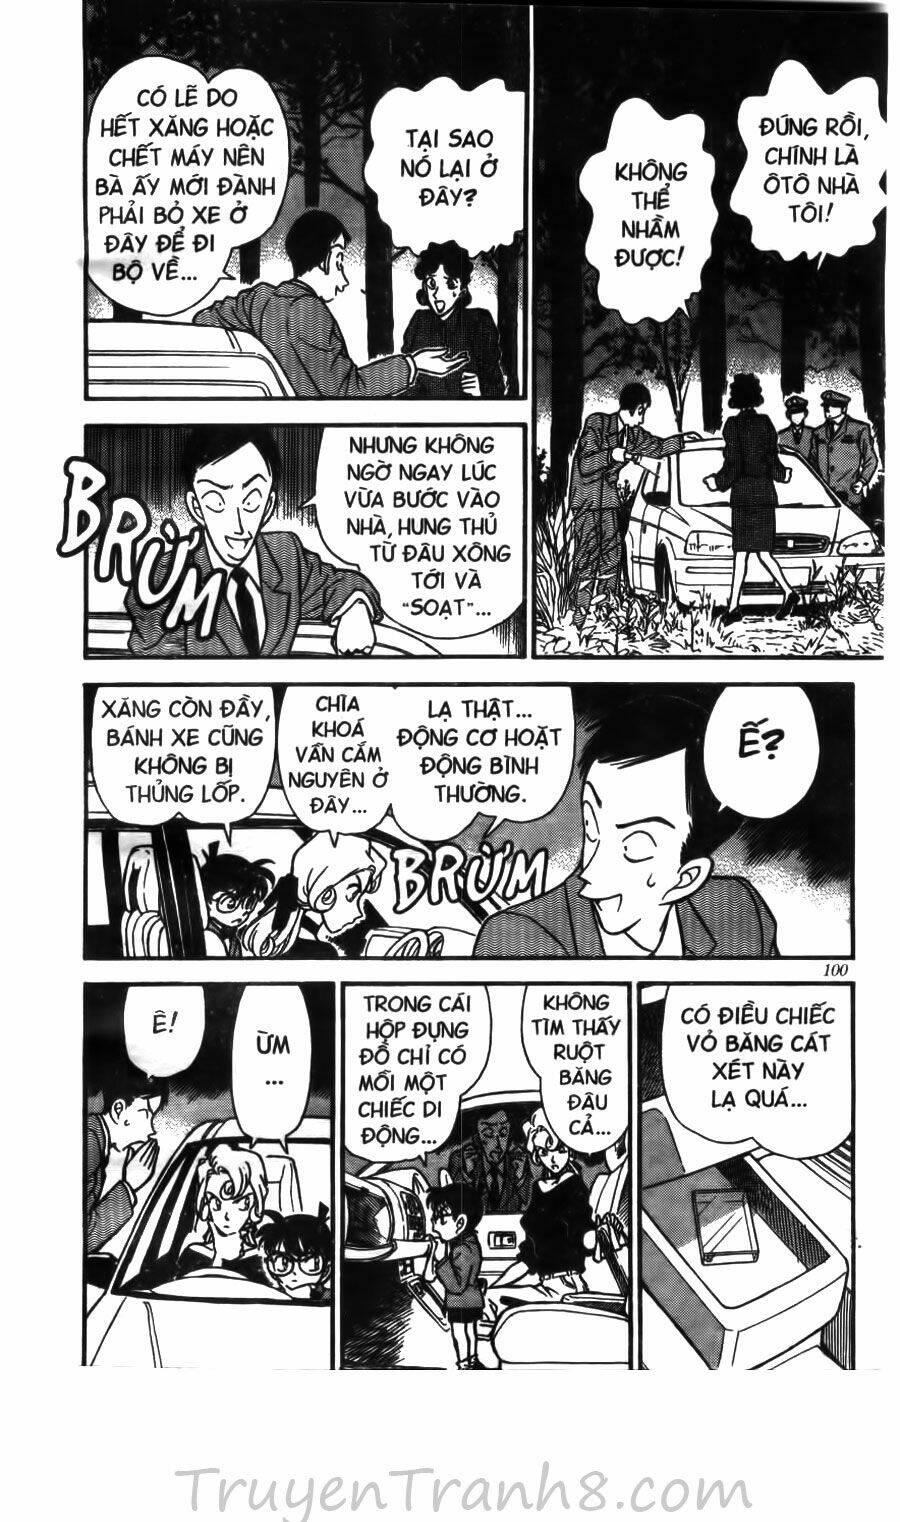 ĐÚNG RỒI,
CHÍNH LÀ
ÔTÔ NHÀ
TÔI!
KHÔNG
THỂ
NHẦM
ĐƯỢC!
TẠI SAO
NÓ LẠI Ở
ĐÂY?
CÓ LẼ DO
HẾT XĂNG HOẶC
CHẾT MÁY NÊN
BÀ ẤY MỚI ĐÀNH
PHẢI BỎ XE Ở
ĐÂY ĐỂ ĐI
BỘ VỀ...
NHƯNG KHÔNG
NGỜ NGAY LÚC
VỪA BƯỚC VÀO
NHÀ, HUNG THỦ
TỪ ĐÂU XÔNG
TỚI VÀ
"SOẠT"...
BRỪM
Ế?
LẠ THẬT...
ĐỘNG CƠ HOẠT
ĐỘNG BÌNH
THƯỜNG.
CHĨA
KHOÁ
VẪN CẮM
NGUYÊN Ở
ĐÂY...
XĂNG CÒN ĐẦY,
BÁNH XE CŨNG
KHÔNG BỊ
THỦNG LỐP.
BRỪM
100
CÓ ĐIỀU CHIẾC
VỎ BĂNG CÁT
XÉT NÀY
LẠ QUÁ...
KHÔNG
TÌM THẤY
RUỘT
BĂNG
ĐÂU
CẢ...
TRONG CÁI
HỘP ĐỰNG
ĐỒ CHỈ CÓ
MỖI MỘT
CHIẾC DI
ĐỘNG...
ỪM
...
Ê!
TruyenTranh8.com